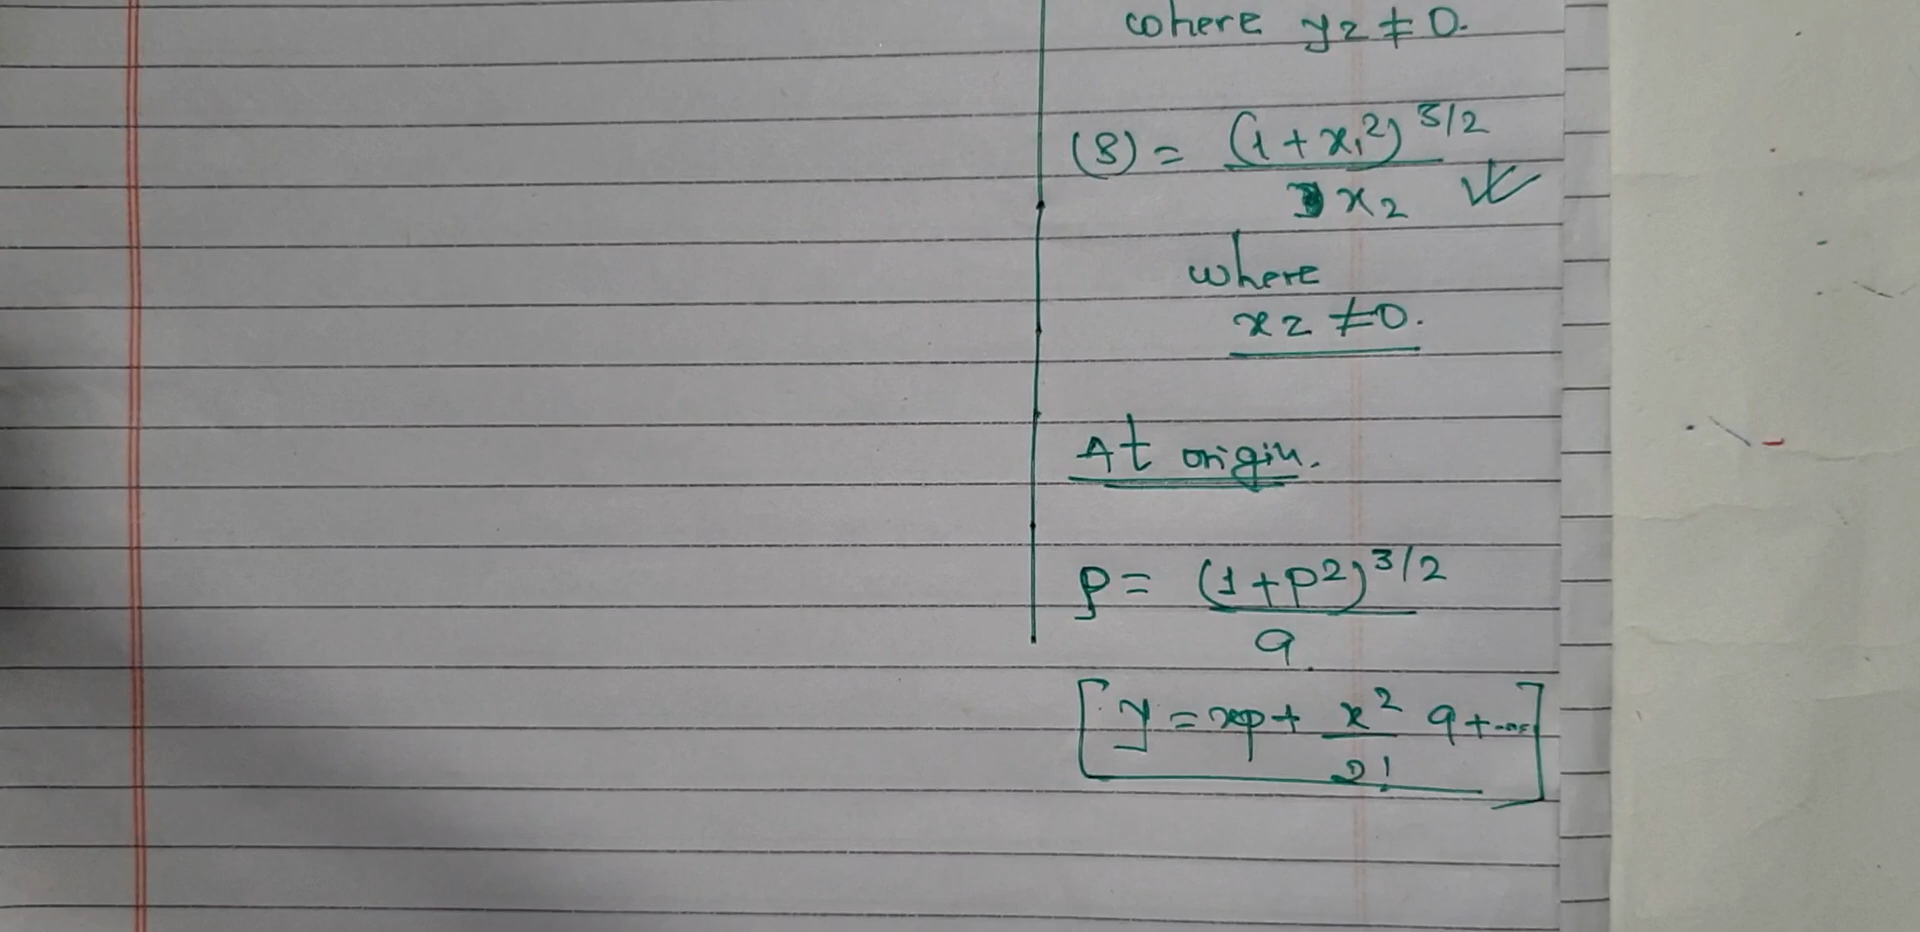 where y2 ≠ 0.
(S) = (1 + x₁²)^3/2 / x2
where
x2 ≠ 0.
At origin.
ρ = (1 + p2)^3/2 / q
[y = xp + x²/2! q + ...]